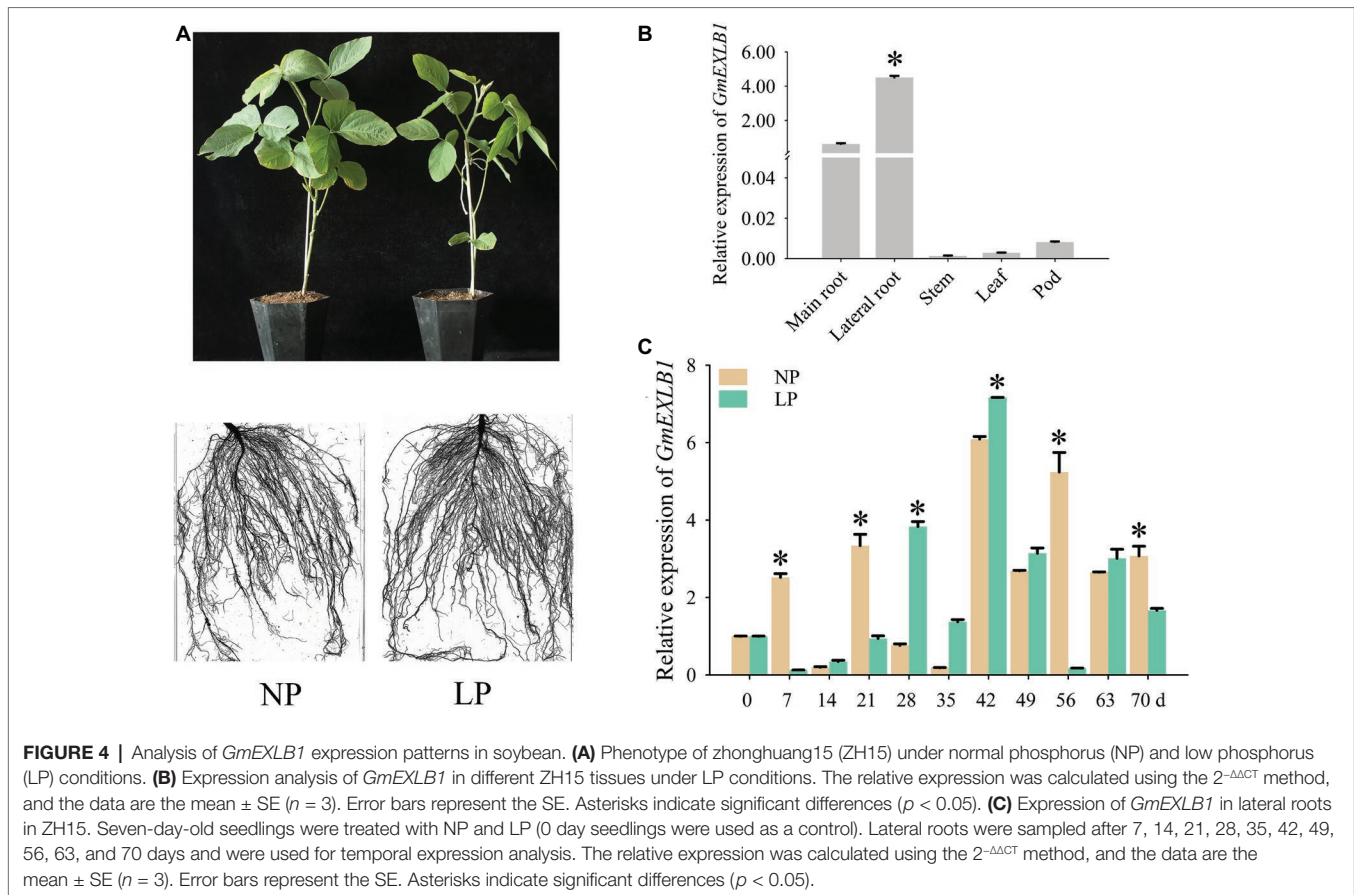 A
NP
LP
B
Relative expression of GmEXLB1
6.00
4.00
2.00
0.04
0.02
0.00
*
Main root
Lateral root
Stem
Leaf
Pod
C
Relative expression of GmEXLB1
8
6
4
2
0
NP
LP
* * * * * *
0 7 14 21 28 35 42 49 56 63 70 d
FIGURE 4 | Analysis of GmEXLB1 expression patterns in soybean. (A) Phenotype of zhonghuang15 (ZH15) under normal phosphorus (NP) and low phosphorus
(LP) conditions. (B) Expression analysis of GmEXLB1 in different ZH15 tissues under LP conditions. The relative expression was calculated using the 2−ΔΔCT method,
and the data are the mean ± SE (n = 3). Error bars represent the SE. Asterisks indicate significant differences (p < 0.05). (C) Expression of GmEXLB1 in lateral roots
in ZH15. Seven-day-old seedlings were treated with NP and LP (0 day seedlings were used as a control). Lateral roots were sampled after 7, 14, 21, 28, 35, 42, 49,
56, 63, and 70 days and were used for temporal expression analysis. The relative expression was calculated using the 2−ΔΔCT method, and the data are the
mean ± SE (n = 3). Error bars represent the SE. Asterisks indicate significant differences (p < 0.05).